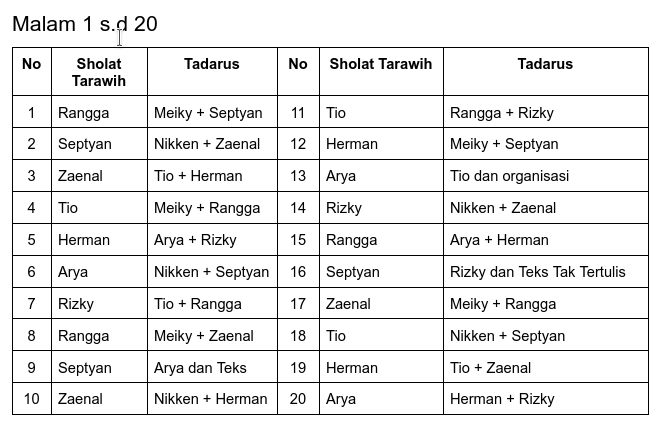 Malam 1 s.d 20
No Sholat Tarawih Tadarus No Sholat Tarawih Tadarus
1 Rangga Meiky + Septyan 11 Tio Rangga + Rizky
2 Septyan Nikken + Zaenal 12 Herman Meiky + Septyan
3 Zaenal Tio + Herman 13 Arya Tio dan organisasi
4 Tio Meiky + Rangga 14 Rizky Nikken + Zaenal
5 Herman Arya + Rizky 15 Rangga Arya + Herman
6 Arya Nikken + Septyan 16 Septyan Rizky dan Teks Tak Tertulis
7 Rizky Tio + Rangga 17 Zaenal Meiky + Rangga
8 Rangga Meiky + Zaenal 18 Tio Nikken + Septyan
9 Septyan Arya dan Teks 19 Herman Tio + Zaenal
10 Zaenal Nikken + Herman 20 Arya Herman + Rizky